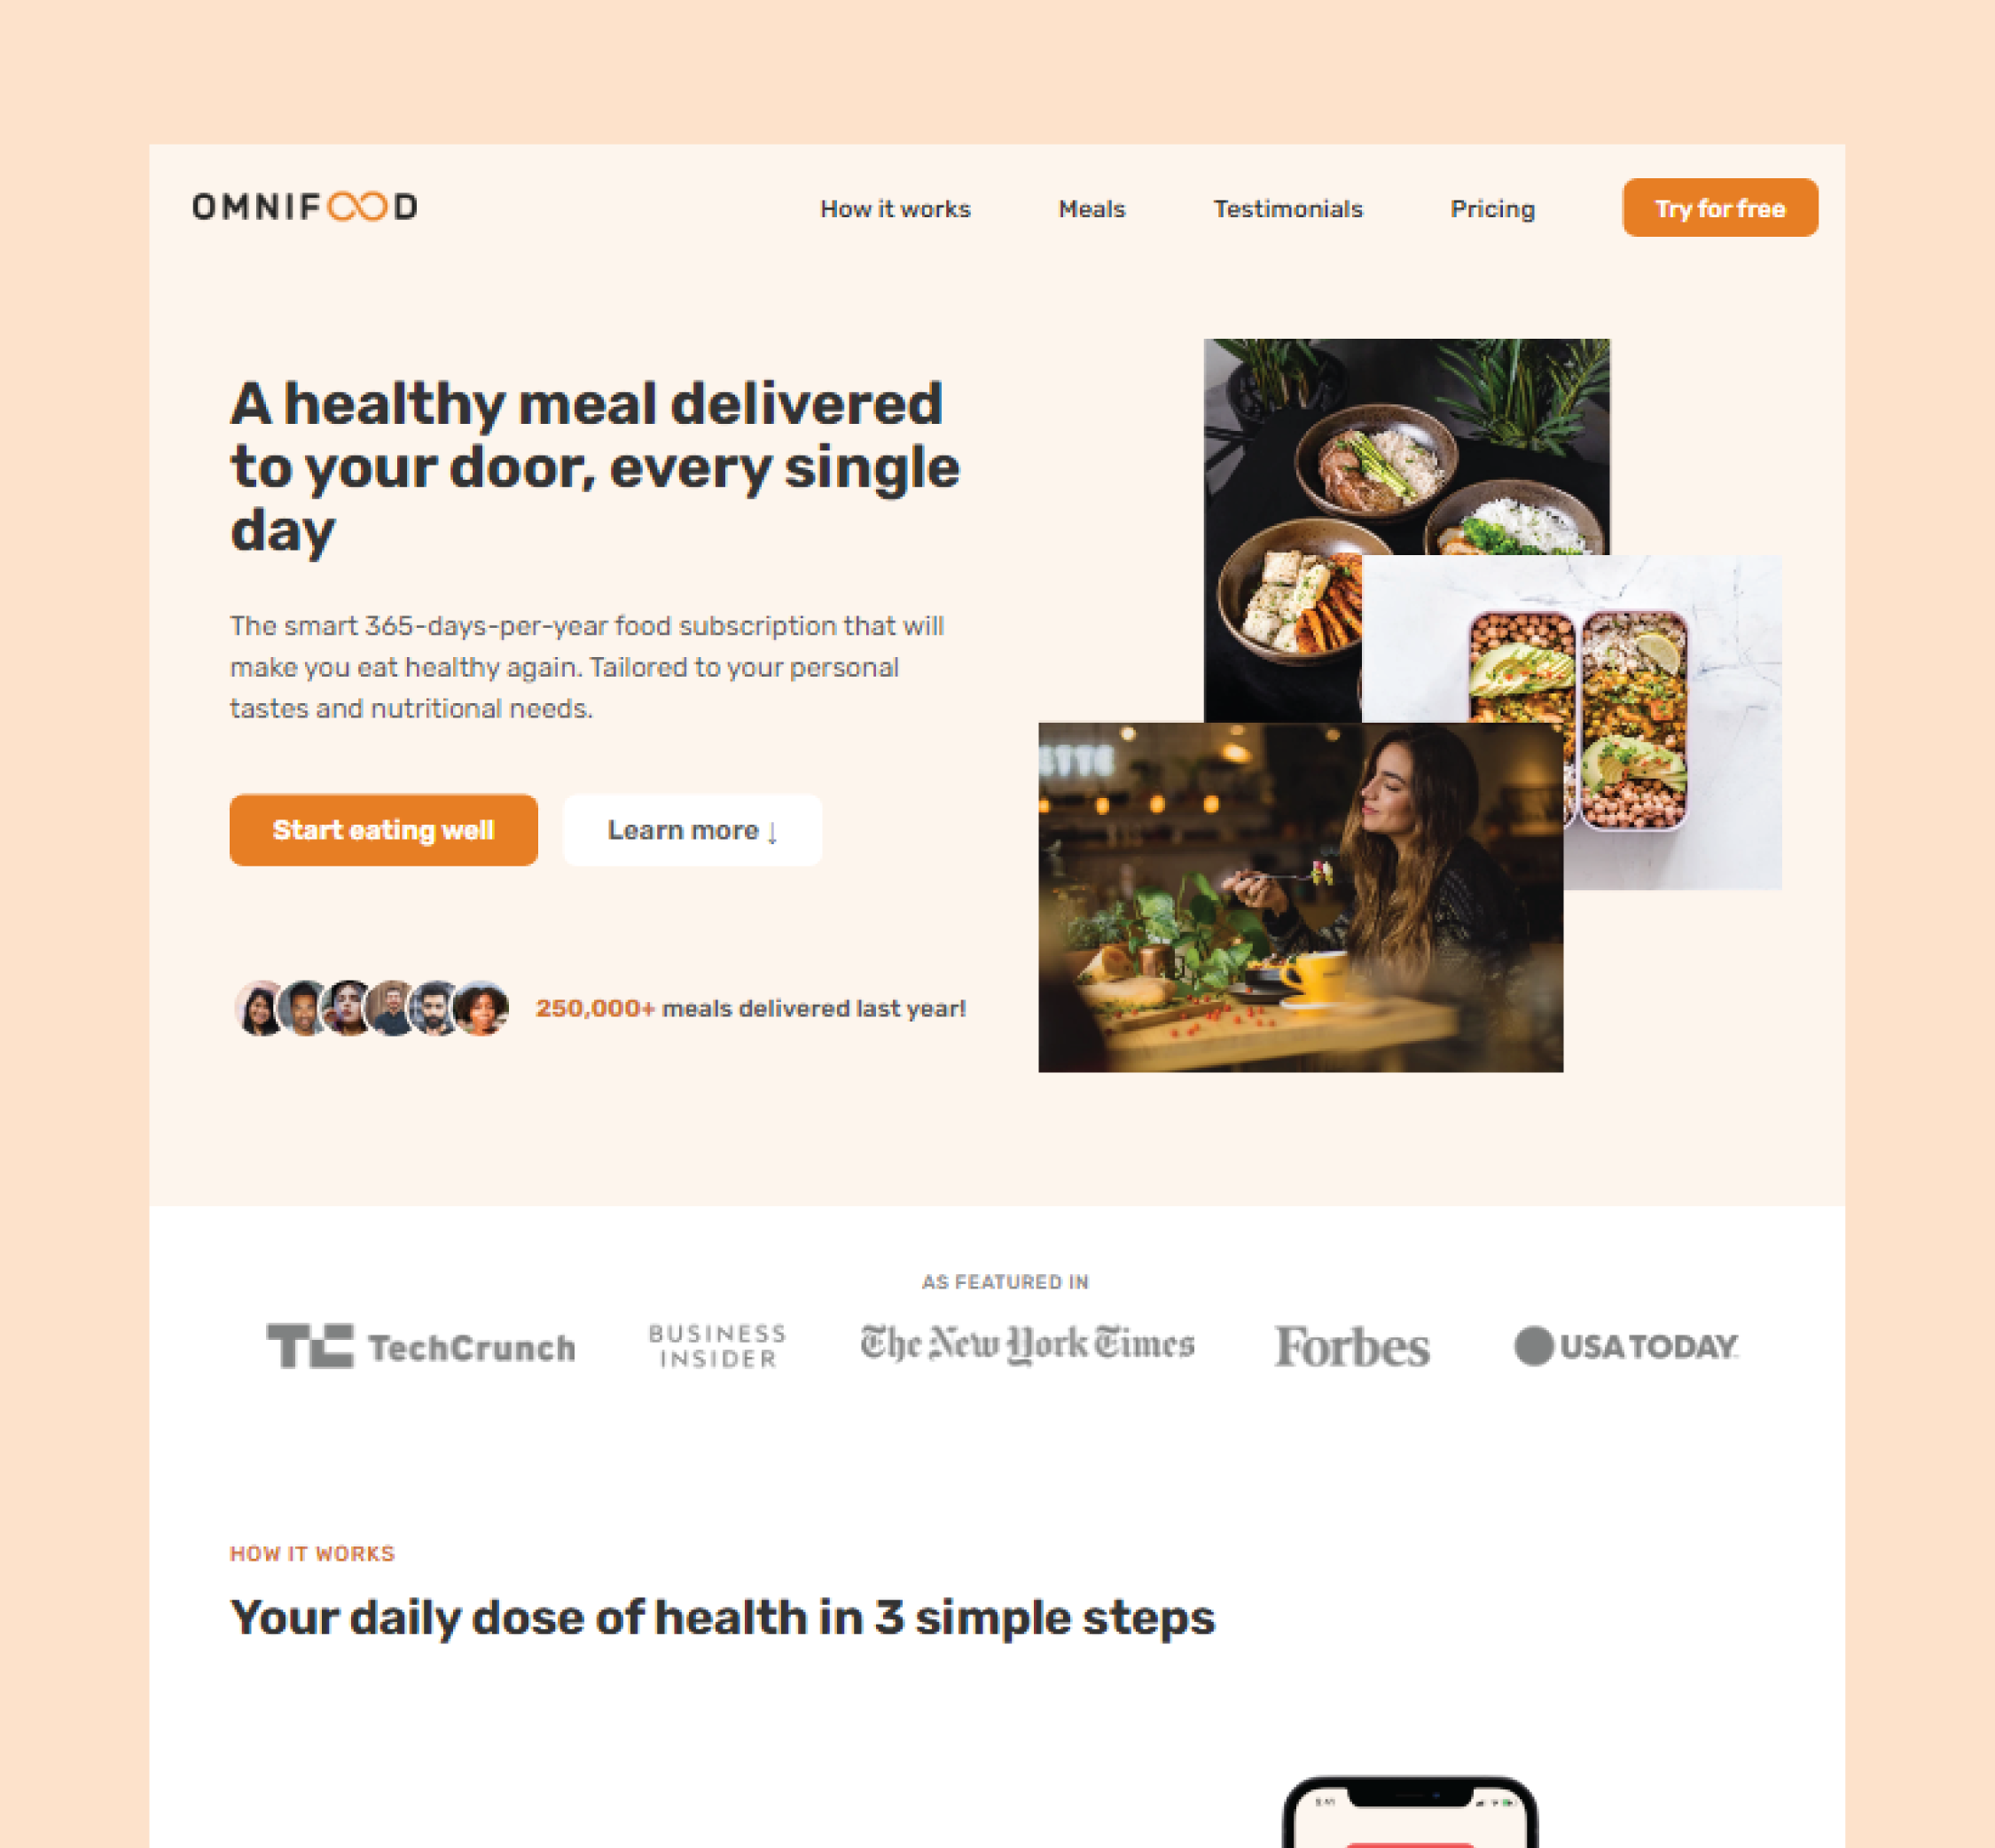 OMNIFOOD
How it works Meals Testimonials Pricing Try for free
A healthy meal delivered
to your door, every single
day
The smart 365-days-per-year food subscription that will
make you eat healthy again. Tailored to your personal
tastes and nutritional needs.
Start eating well Learn more ↓
250,000+ meals delivered last year!
AS FEATURED IN
TC TechCrunch
BUSINESS
INSIDER
The New York Times
Forbes
USA TODAY
HOW IT WORKS
Your daily dose of health in 3 simple steps